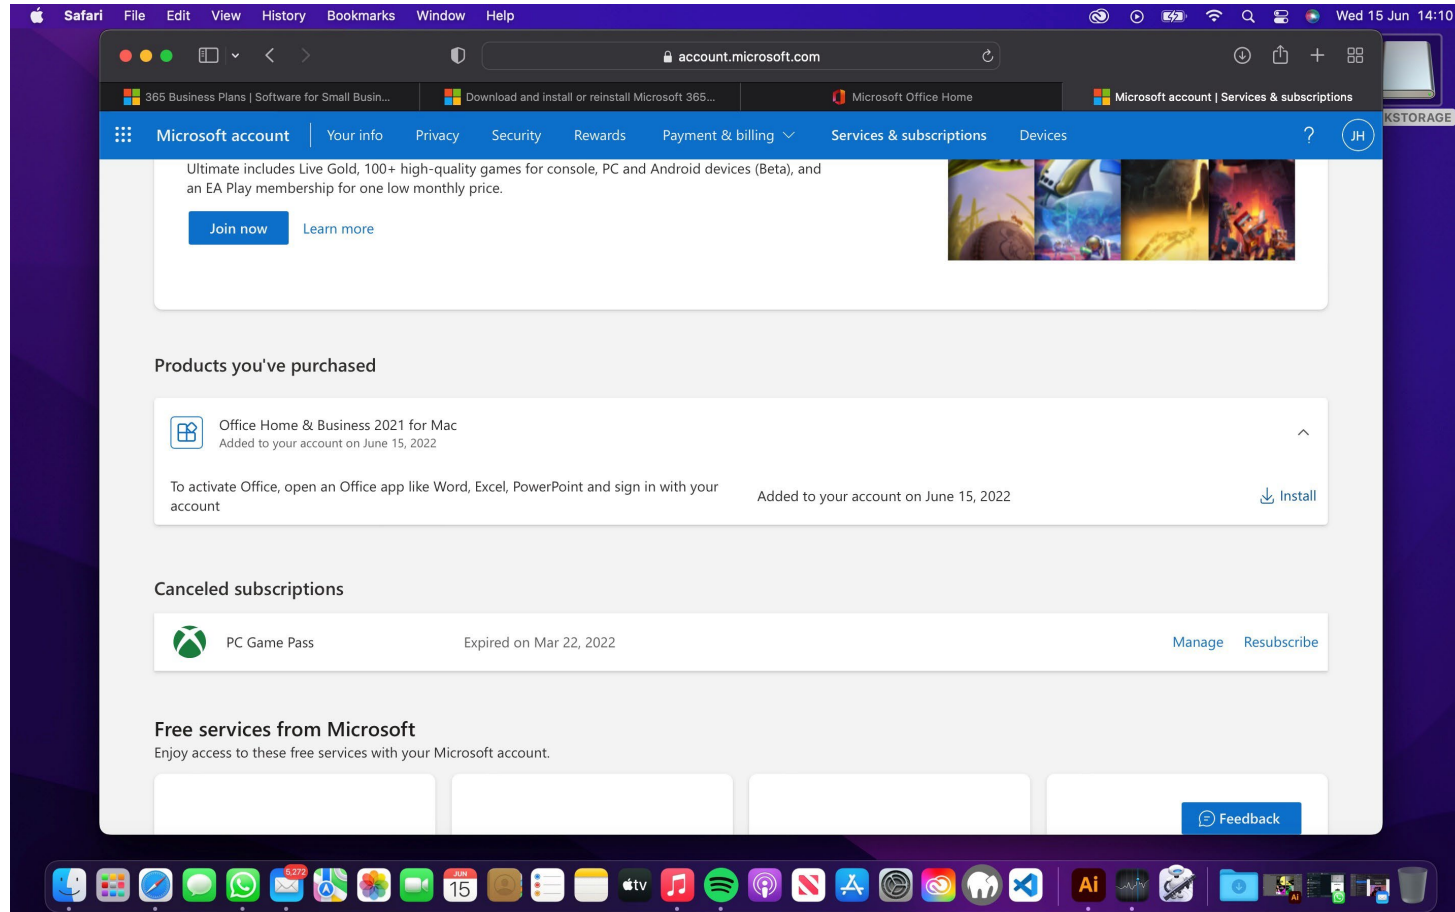 Safari File Edit View History Bookmarks Window Help Wed 15 Jun 14:10
account.microsoft.com
365 Business Plans | Software for Small Busin... Download and install or reinstall Microsoft 365... Microsoft Office Home Microsoft account | Services & subscriptions
KSTORAGE
Microsoft account Your info Privacy Security Rewards Payment & billing Services & subscriptions Devices ? JH
Ultimate includes Live Gold, 100+ high-quality games for console, PC and Android devices (Beta), and
an EA Play membership for one low monthly price.
Join now Learn more
Products you've purchased
Office Home & Business 2021 for Mac
Added to your account on June 15, 2022
To activate Office, open an Office app like Word, Excel, PowerPoint and sign in with your
account
Added to your account on June 15, 2022
Install
Canceled subscriptions
PC Game Pass Expired on Mar 22, 2022 Manage Resubscribe
Free services from Microsoft
Enjoy access to these free services with your Microsoft account.
Feedback
5,272
JUN
15
tv
Ai